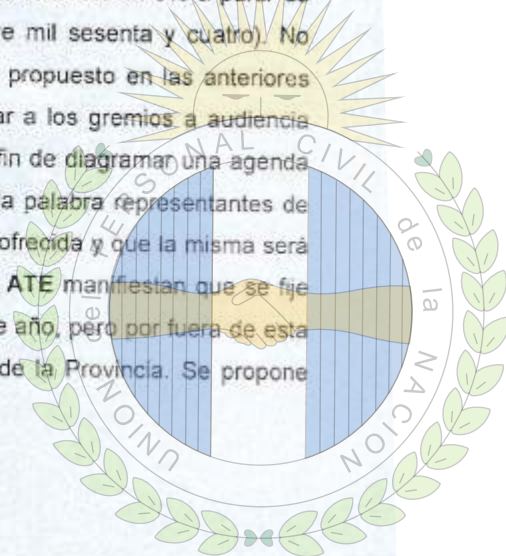 e mil sesenta y cuatro). No
propuesto en las anteriores
ar a los gremios a audiencia
fin de diagramar una agenda
a palabra representantes de
ofrecida y que la misma será
ATE manifiestan que se fije
e año, pero por fuera de esta
de la Provincia. Se propone
UNION del PERSONAL CIVIL de la NACION